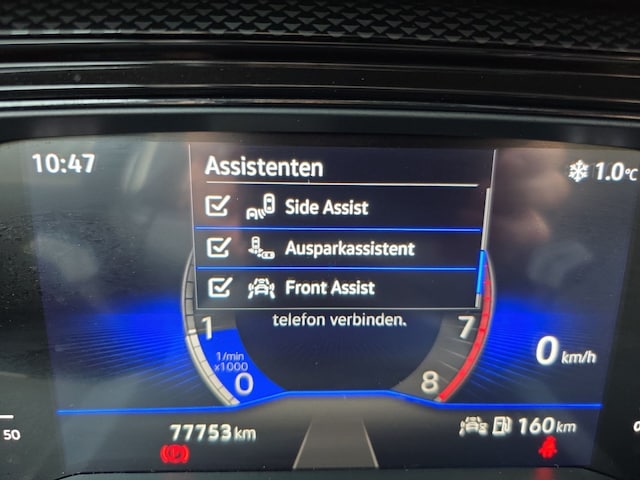 10:47
Assistenten
1.0°C
Side Assist
Ausparkassistent
Front Assist
telefon verbinden.
1
7
1/min
x1000
0
8
0 km/h
50
77753 km
160 km